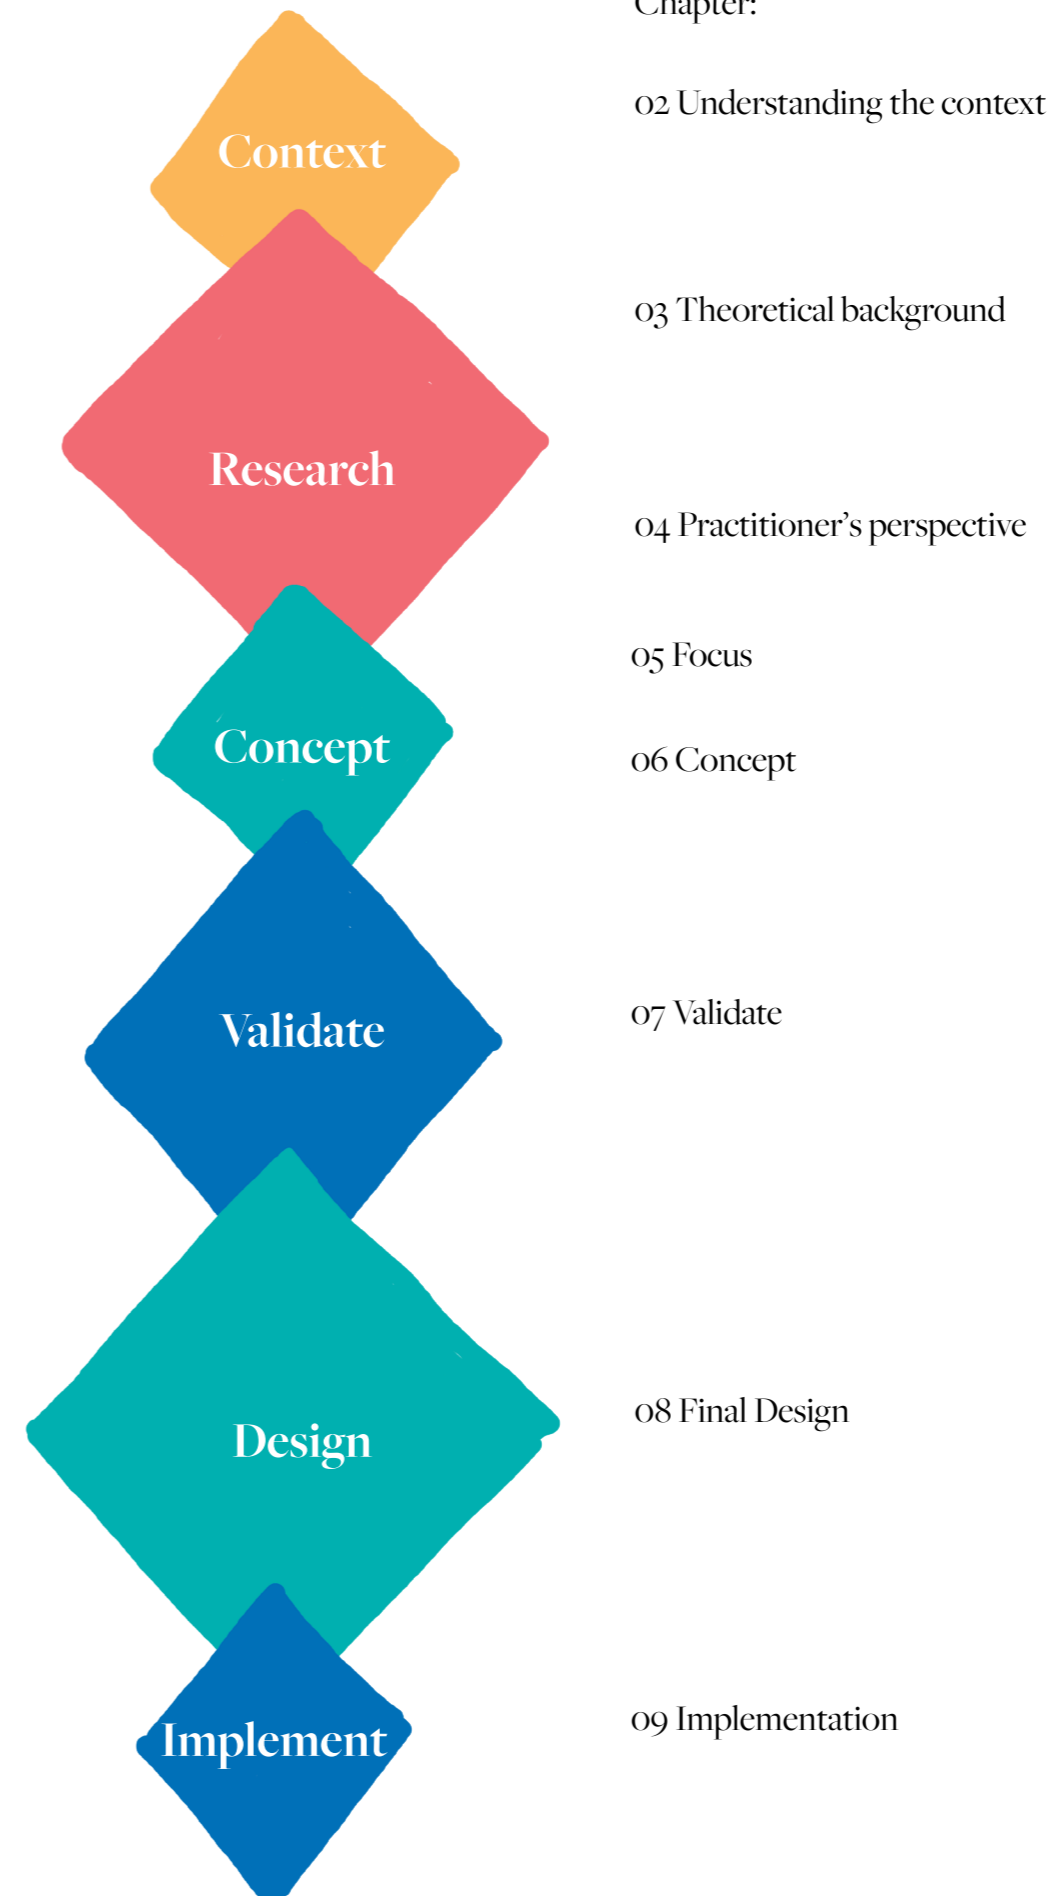 Chapter:
Context
02 Understanding the context
03 Theoretical background
Research
04 Practitioner’s perspective
05 Focus
Concept
06 Concept
Validate
07 Validate
Design
08 Final Design
Implement
09 Implementation